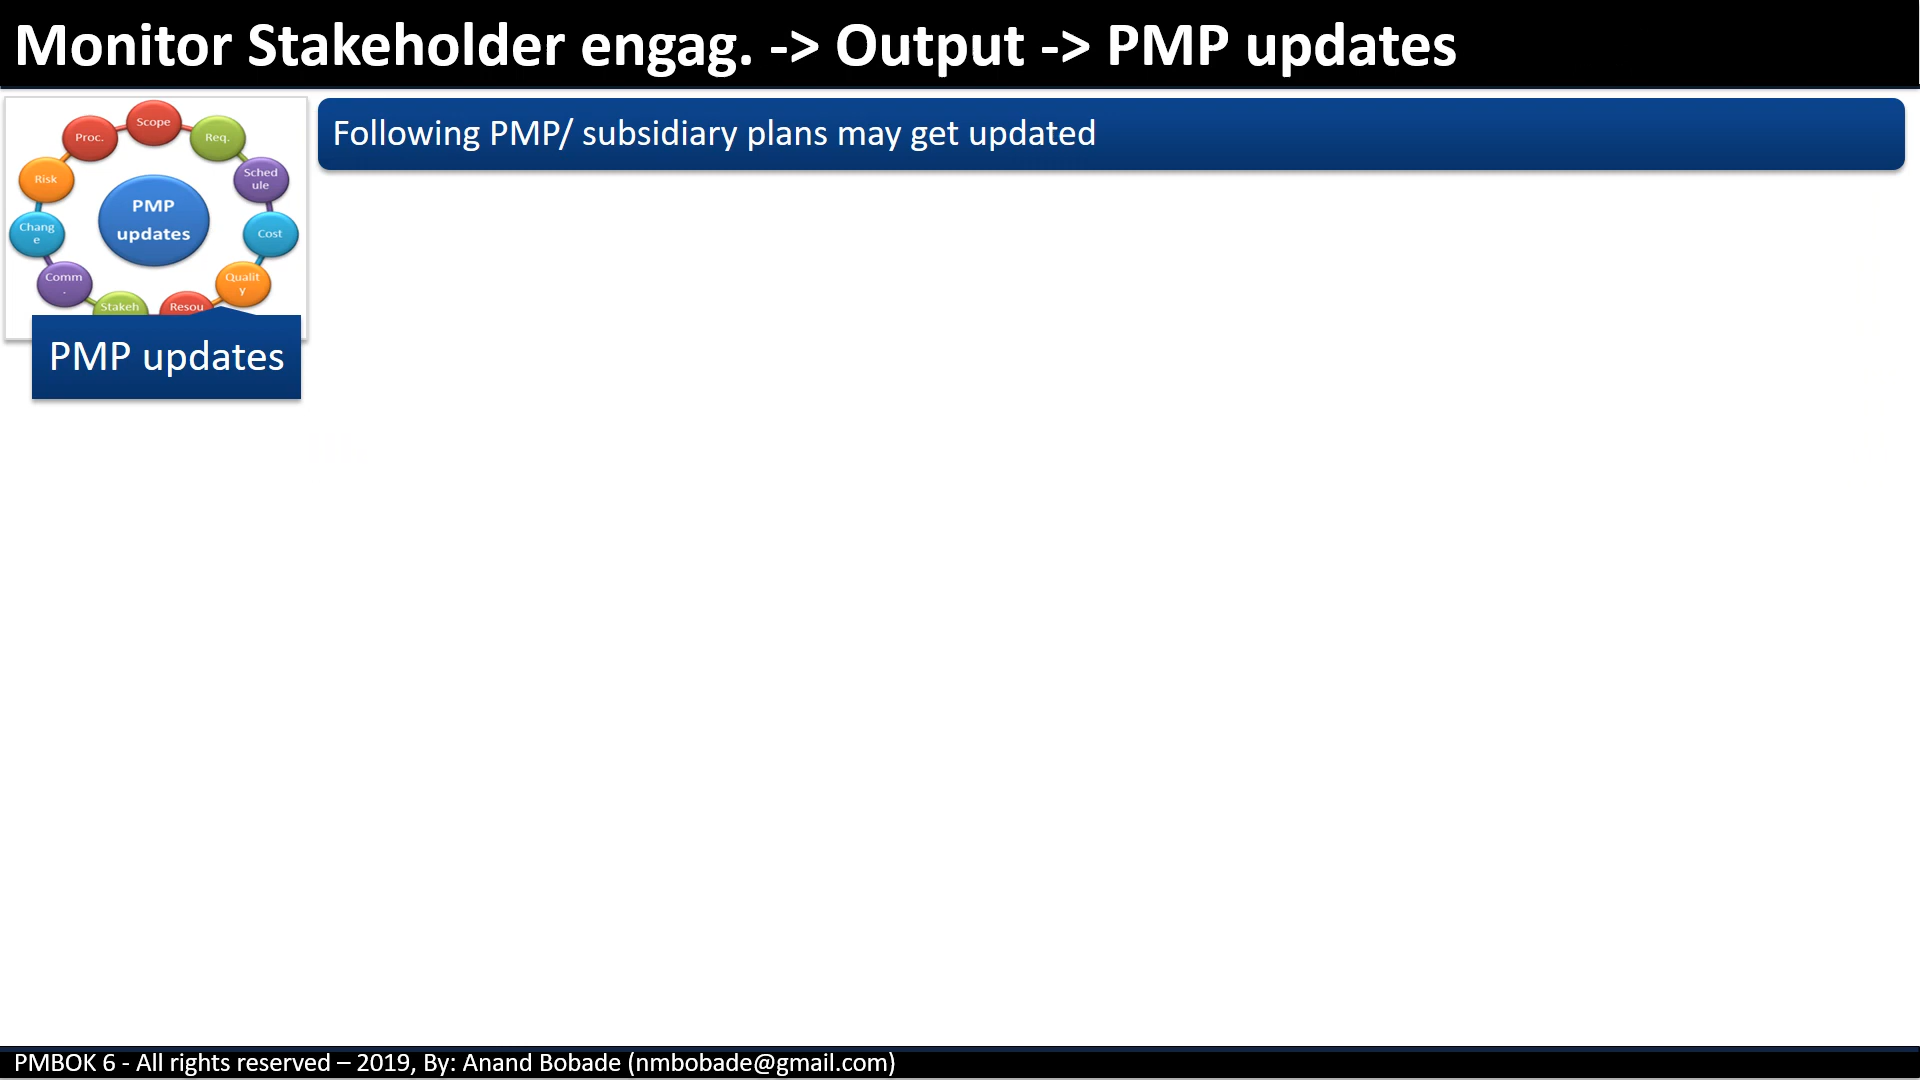 Monitor Stakeholder engag. -> Output -> PMP updates
Following PMP/ subsidiary plans may get updated
Scope
Proc.
Req.
Risk
Sched
ule
PMP
updates
Chang
e
Cost
Comm
.
Qualit
y
Stakeh
Resou
PMP updates
PMBOK 6 - All rights reserved – 2019, By: Anand Bobade (nmbobade@gmail.com)